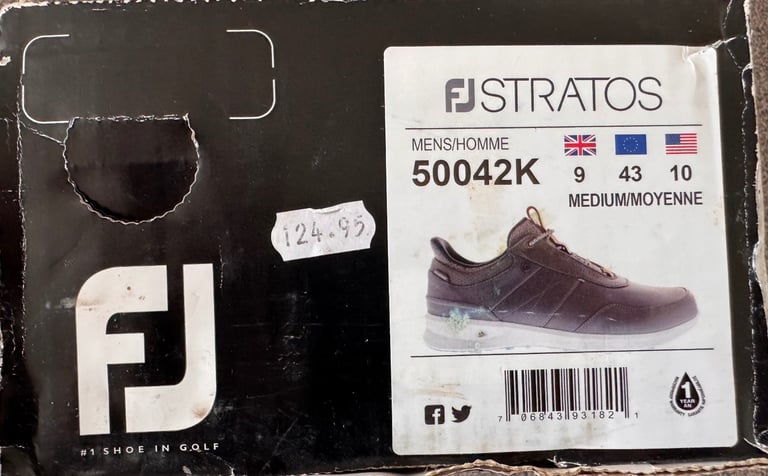 FJ STRATOS
MENS/HOMME
50042K 9 43 10
MEDIUM/MOYENNE
124.95
FJ
#1 SHOE IN GOLF
7 06843 93182 1
1
YEAR
AN